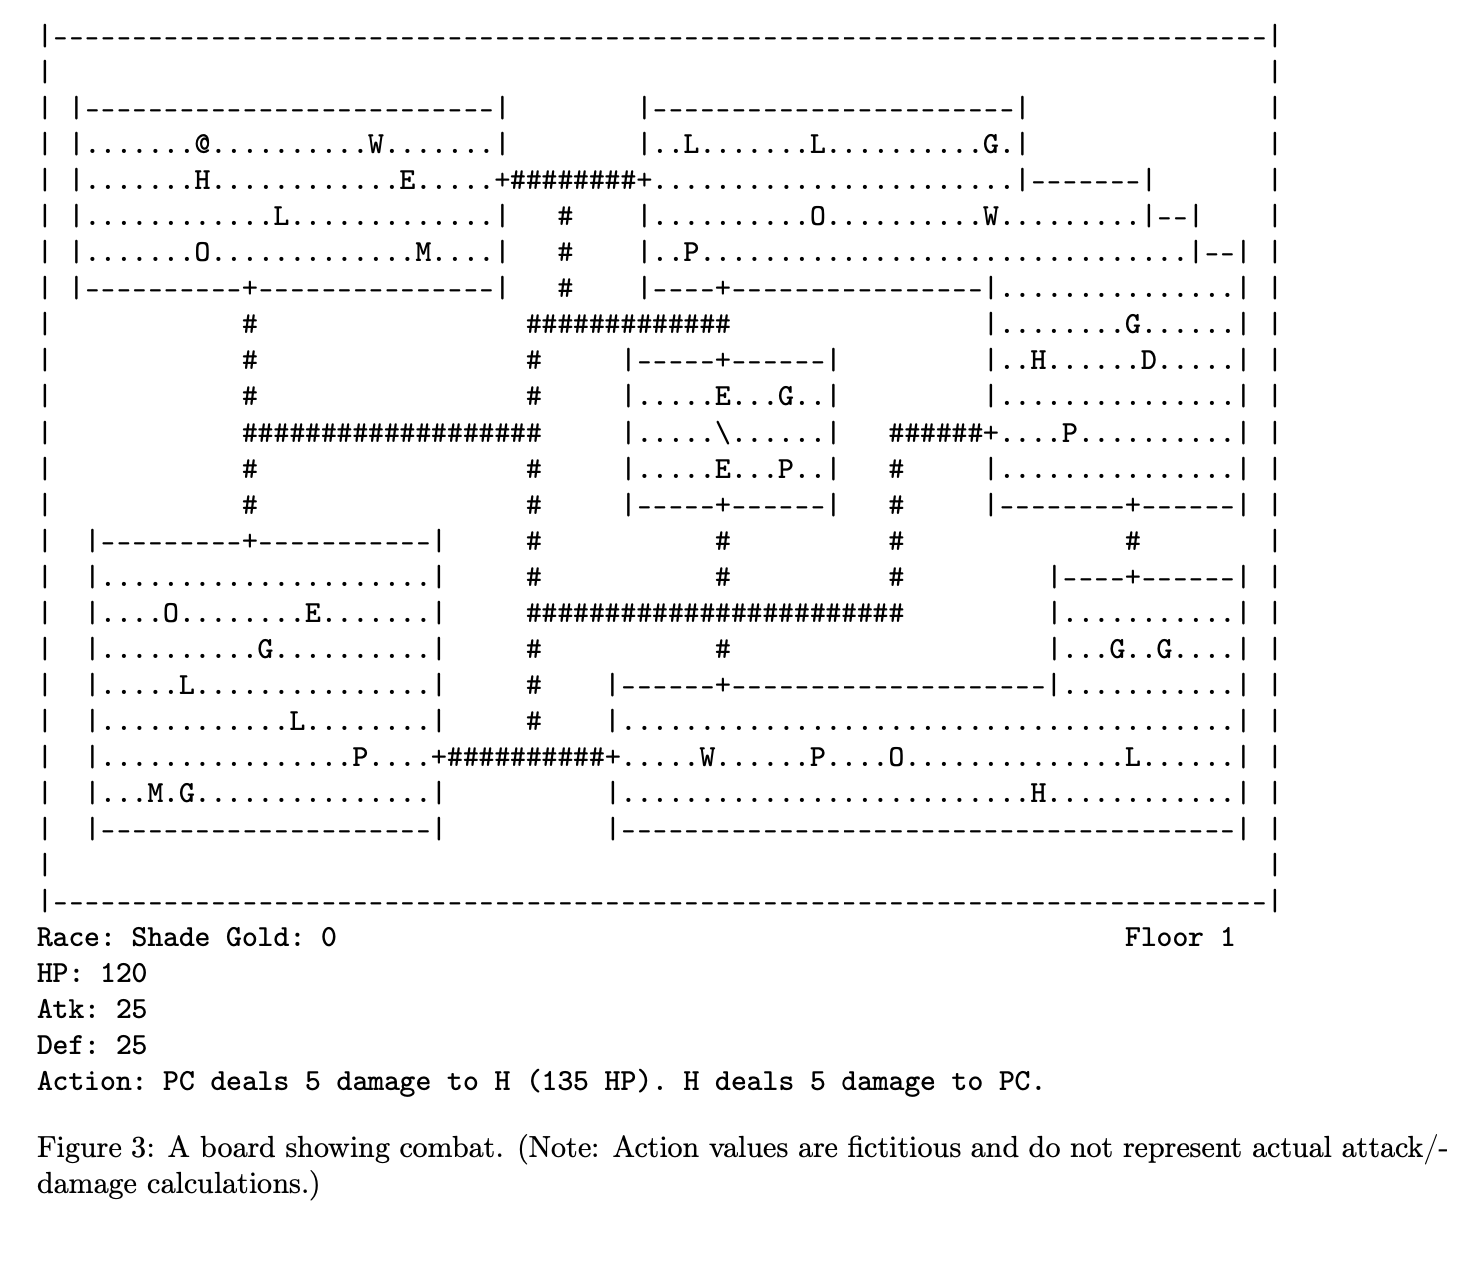 |-----------------------------------------------------------------------------|
|                                                                             |
| |--------------------------|        |-----------------------|               |
| |.......@..........W.......|        |..L.......L..........G.|               |
| |.......H............E.....+########+.......................|-------|       |
| |............L.............|   #    |..........O..........W.........|--|    |
| |.......O.............M....|   #    |..P...............................|--| |
| |----------+---------------|   #    |----+----------------|...............| |
|            #                 #############                |........G......| |
|            #                 #     |-----+------|         |..H......D.....| |
|            #                 #     |.....E...G..|         |...............| |
|            ###################     |.....\......|   ######+....P..........| |
|            #                 #     |.....E...P..|   #     |...............| |
|            #                 #     |-----+------|   #     |--------+------| |
|  |---------+-----------|     #           #          #              #        |
|  |.....................|     #           #          #         |----+------| |
|  |....O........E.......|     ########################         |...........| |
|  |..........G..........|     #           #                    |...G..G....| |
|  |.....L...............|     #    |------+--------------------|...........| |
|  |............L........|     #    |.......................................| |
|  |................P....+##########+.....W......P....O..............L......| |
|  |...M.G...............|          |..........................H............| |
|  |---------------------|          |---------------------------------------| |
|                                                                             |
|-----------------------------------------------------------------------------|
Race: Shade Gold: 0                                                  Floor 1
HP: 120
Atk: 25
Def: 25
Action: PC deals 5 damage to H (135 HP). H deals 5 damage to PC.
Figure 3: A board showing combat. (Note: Action values are fictitious and do not represent actual attack/-
damage calculations.)